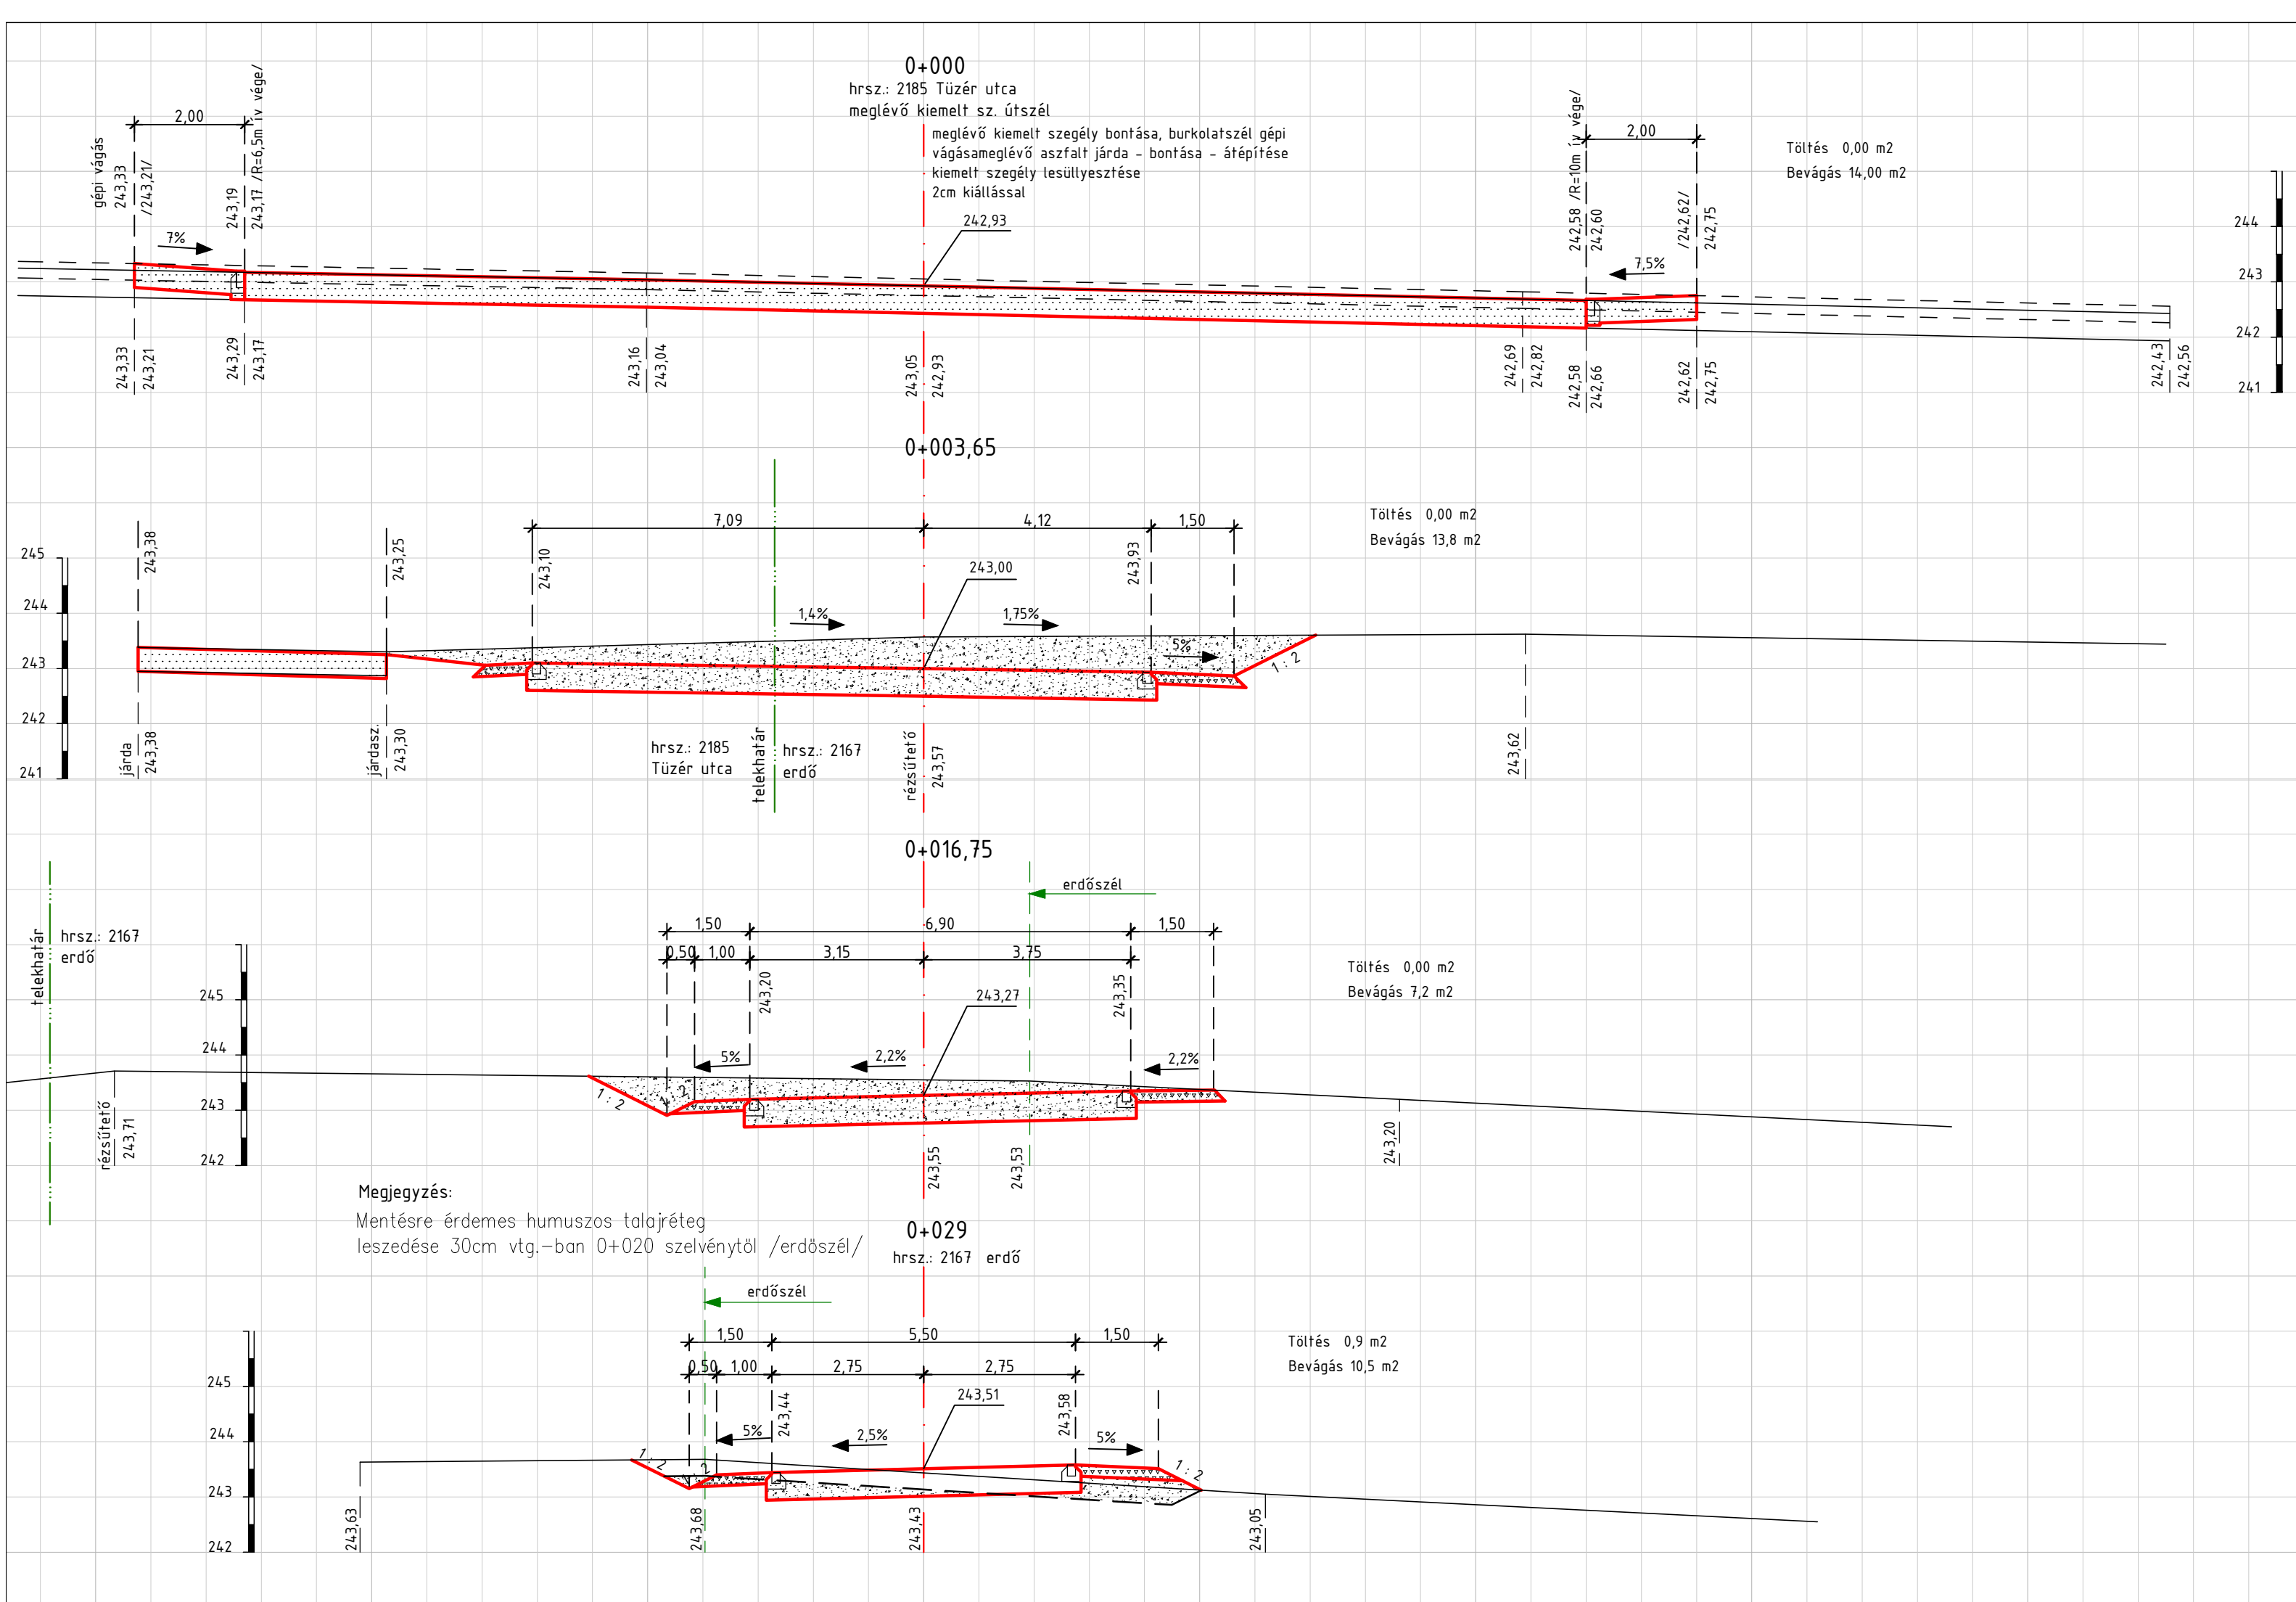 0+000
hrsz.: 2185 Tüzér utca
meglévő kiemelt sz. útszél
meglévő kiemelt szegély bontása, burkolatszél gépi
vágásameglévő aszfalt járda - bontása - átépítése
kiemelt szegély lesüllyesztése
2cm kiállással
242,93
2,00
gépi vágás
243,33
/243,21/
243,19
243,17 /R=6,5m ív vége/
7%
242,58 /R=10m ív vége/
242,60
2,00
/242,62/
242,75
7,5%
Töltés 0,00 m2
Bevágás 14,00 m2
244
243
242
241
243,33
243,21
243,29
243,17
243,16
243,04
243,05
242,93
242,69
242,82
242,58
242,66
242,62
242,75
242,43
242,56
0+003,65
7,09
4,12
1,50
243,38
243,25
243,10
243,93
243,00
1,4%
1,75%
5%
1:2
Töltés 0,00 m2
Bevágás 13,8 m2
245
244
243
242
241
járda
243,38
járdasz.
243,30
hrsz.: 2185
Tüzér utca
telekhatár
hrsz.: 2167
erdő
rézsűtető
243,57
243,62
0+016,75
erdőszél
telekhatár
hrsz.: 2167
erdő
1,50
6,90
1,50
0,50
1,00
3,15
3,75
243,20
243,27
243,35
5%
2,2%
2,2%
1:2
1:2
Töltés 0,00 m2
Bevágás 7,2 m2
245
244
243
242
rézsűtető
243,71
243,55
243,53
243,20
Megjegyzés:
Mentésre érdemes humuszos talajréteg
leszedése 30cm vtg.-ban 0+020 szelvénytöl /erdöszél/
0+029
hrsz.: 2167 erdő
erdőszél
1,50
5,50
1,50
0,50
1,00
2,75
2,75
243,44
243,51
243,58
5%
2,5%
5%
1:2
1:2
1:2
Töltés 0,9 m2
Bevágás 10,5 m2
245
244
243
242
243,63
243,68
243,43
243,05